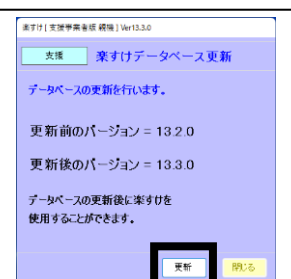 楽すけ [ 支援事業者版 親機 ] Ver13.3.0
支援 楽すけデータベース更新
データベースの更新を行います。
更新前のバージョン = 13.2.0
更新後のバージョン = 13.3.0
データベースの更新後に楽すけを
使用することができます。
更新 閉じる